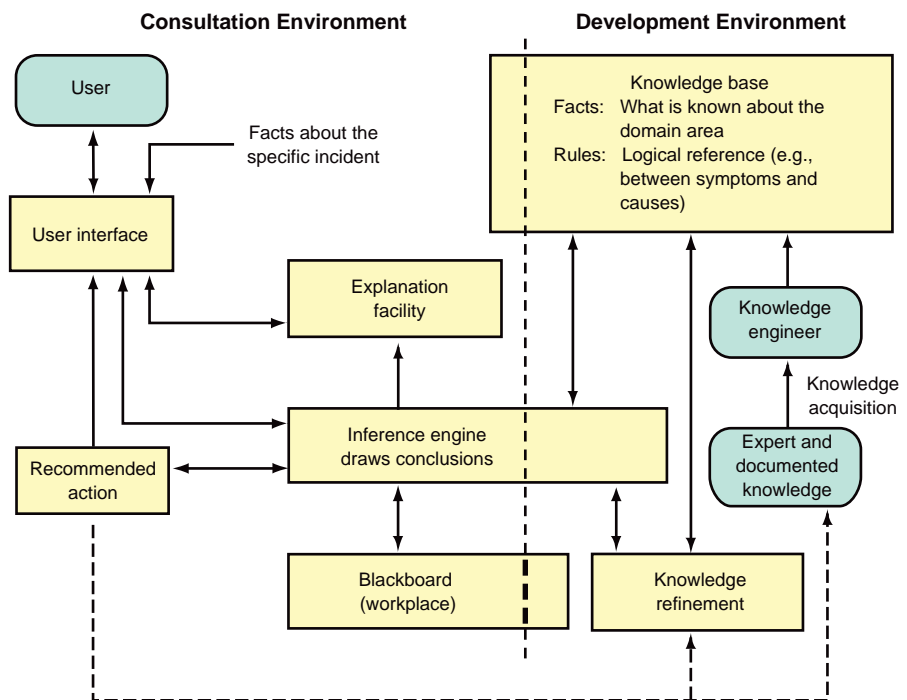 Consultation Environment
Development Environment
User
Facts about the
specific incident
User interface
Knowledge base
Facts: What is known about the
domain area
Rules: Logical reference (e.g.,
between symptoms and
causes)
Explanation
facility
Knowledge
engineer
Knowledge
acquisition
Inference engine
draws conclusions
Recommended
action
Expert and
documented
knowledge
Blackboard
(workplace)
Knowledge
refinement